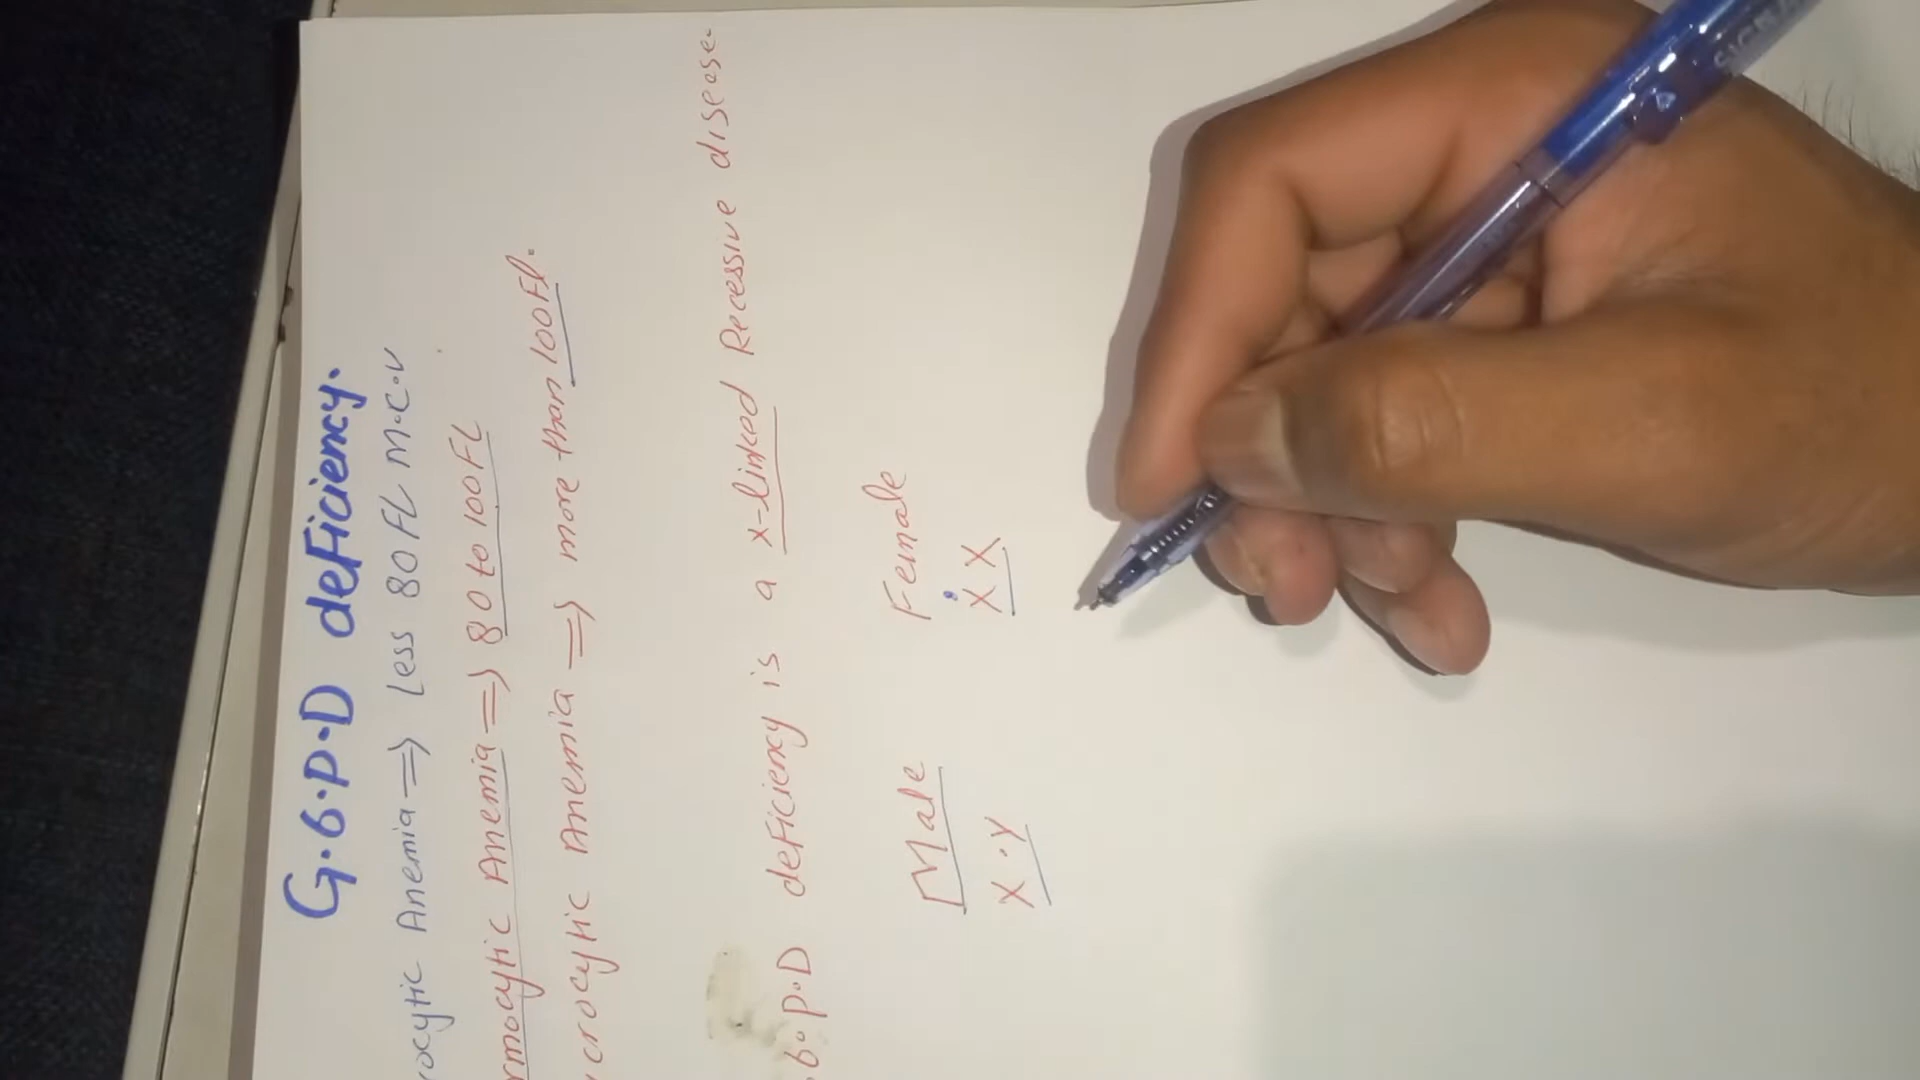 G.6.P.D deficiency.
rocytic Anemia => Less 80 FL M.C.V
rmocytic Anemia => 80 to 100 FL
crocytic Anemia => more than 100 Fl.
6.P.D deficiency is a x-linked Recessive disease.
Male Female
X.Y X X